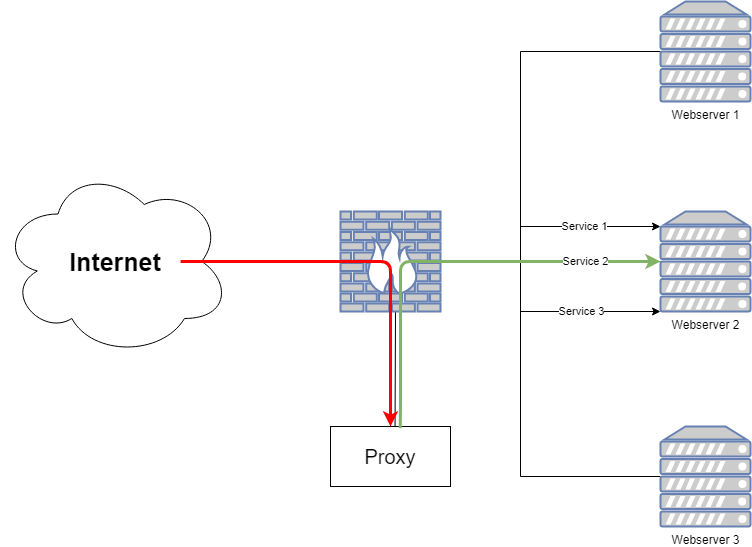 Webserver 1
Internet
Service 1
Service 2
Service 3
Webserver 2
Proxy
Webserver 3